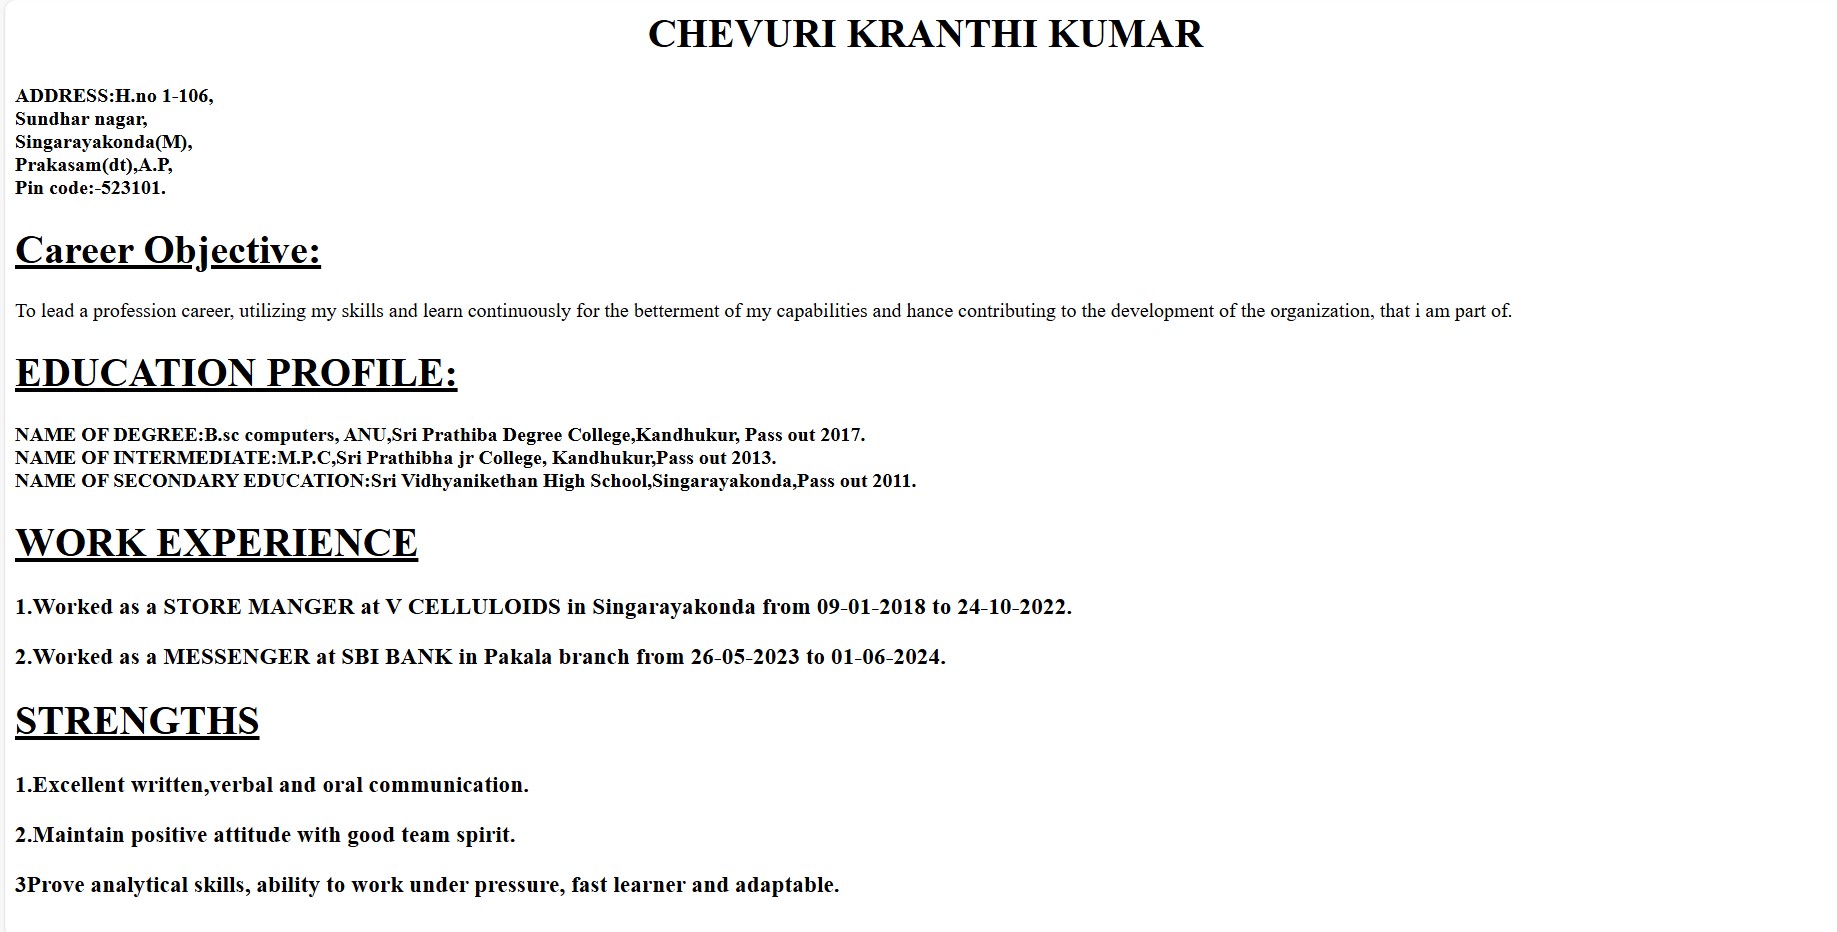 CHEVURI KRANTHI KUMAR
ADDRESS:H.no 1-106,
Sundhar nagar,
Singarayakonda(M),
Prakasam(dt),A.P,
Pin code:-523101.
Career Objective:
To lead a profession career, utilizing my skills and learn continuously for the betterment of my capabilities and hance contributing to the development of the organization, that i am part of.
EDUCATION PROFILE:
NAME OF DEGREE:B.sc computers, ANU,Sri Prathiba Degree College,Kandhukur, Pass out 2017.
NAME OF INTERMEDIATE:M.P.C,Sri Prathibha jr College, Kandhukur,Pass out 2013.
NAME OF SECONDARY EDUCATION:Sri Vidhyanikethan High School,Singarayakonda,Pass out 2011.
WORK EXPERIENCE
1.Worked as a STORE MANGER at V CELLULOIDS in Singarayakonda from 09-01-2018 to 24-10-2022.
2.Worked as a MESSENGER at SBI BANK in Pakala branch from 26-05-2023 to 01-06-2024.
STRENGTHS
1.Excellent written,verbal and oral communication.
2.Maintain positive attitude with good team spirit.
3Prove analytical skills, ability to work under pressure, fast learner and adaptable.